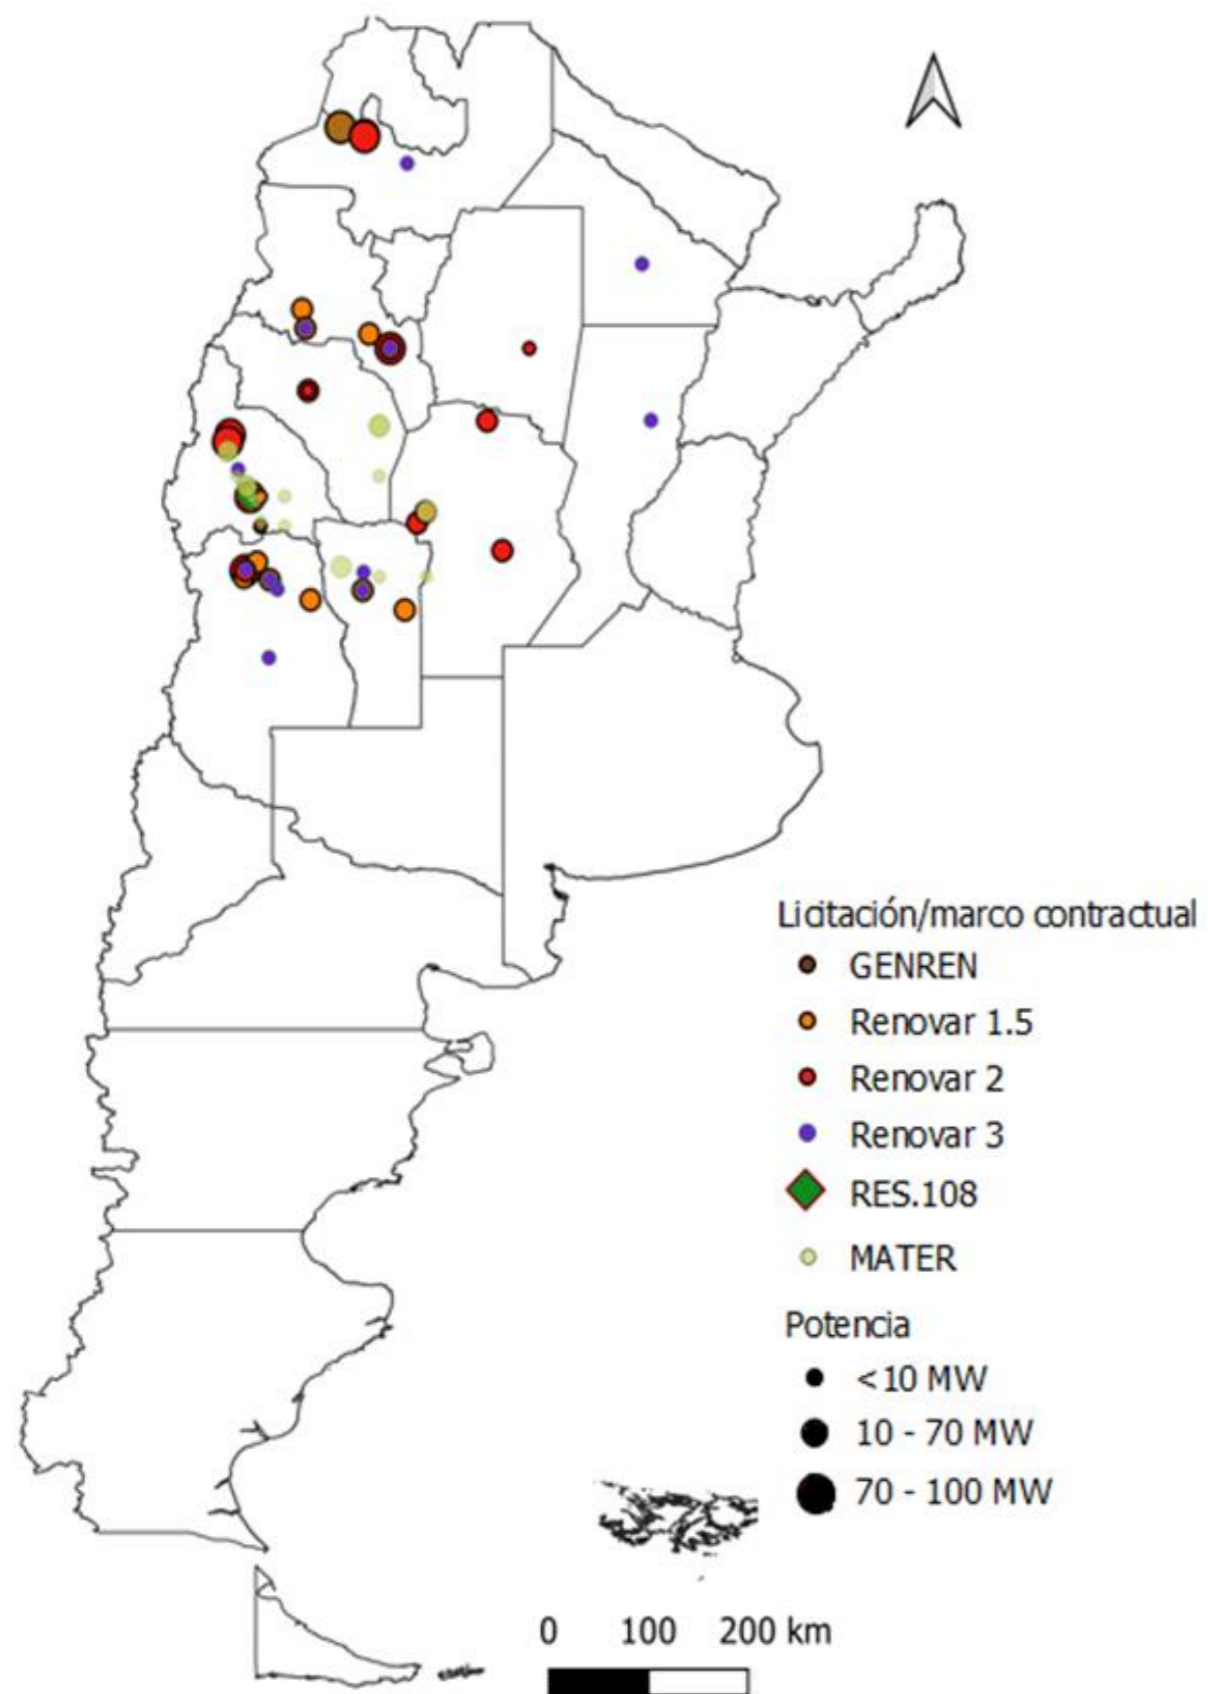 Licitación/marco contractual
GENREN
Renovar 1.5
Renovar 2
Renovar 3
RES.108
MATER
Potencia
<10 MW
10 - 70 MW
70 - 100 MW
0 100 200 km